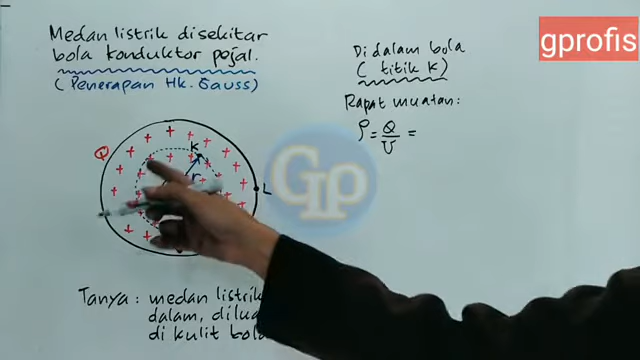 Medan listrik disekitar
bola konduktor pejal.
(Penerapan Hk. Gauss)
Di dalam bola
(titik K)
Rapat muatan:
ρ = Q/V =
gprofis
Q
K
r
L
GP
Tanya: medan listrik
dalam, dilua
di kulit bola